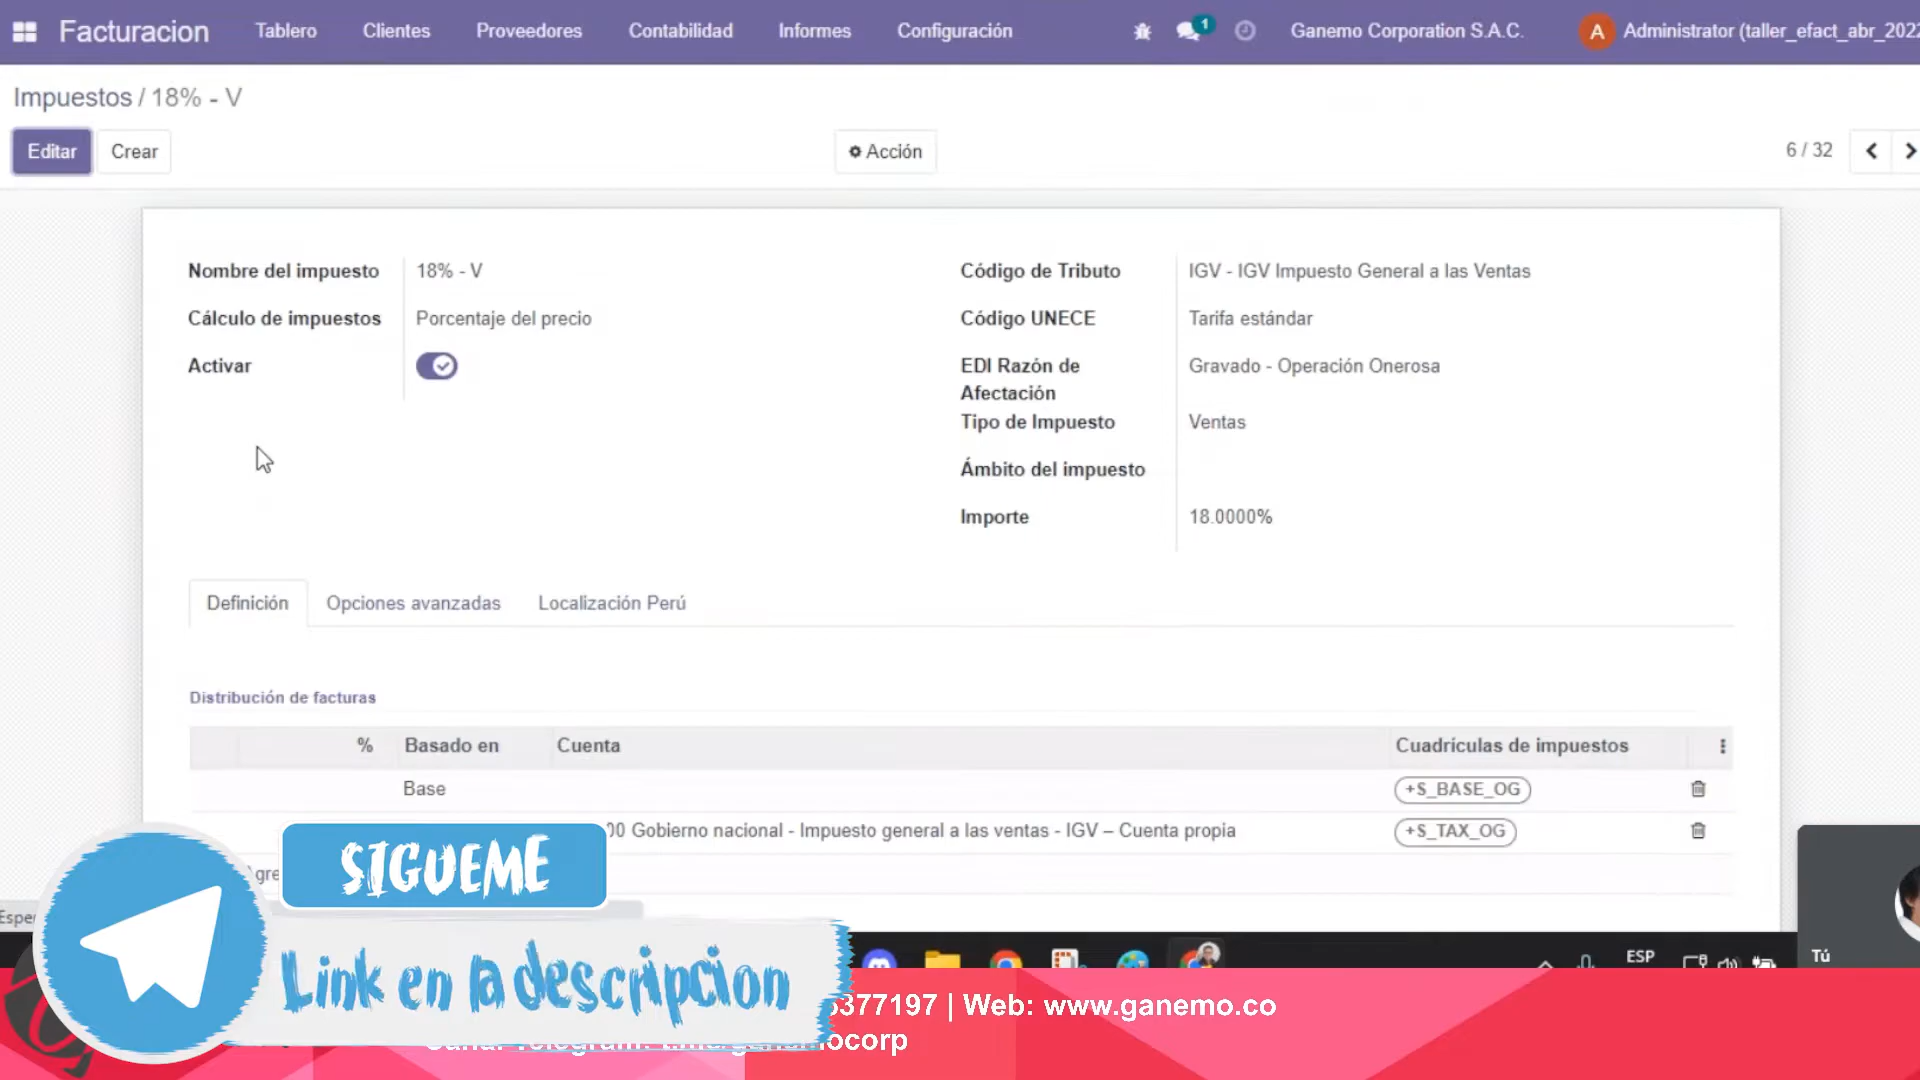 Facturacion Tablero Clientes Proveedores Contabilidad Informes Configuración 1 Ganemo Corporation S.A.C. A Administrator (taller_efact_abr_2022
Impuestos / 18% - V
Editar Crear Acción 6 / 32
Nombre del impuesto 18% - V
Cálculo de impuestos Porcentaje del precio
Activar
Código de Tributo IGV - IGV Impuesto General a las Ventas
Código UNECE Tarifa estándar
EDI Razón de Gravado - Operación Onerosa
Afectación
Tipo de Impuesto Ventas
Ámbito del impuesto
Importe 18.0000%
Definición Opciones avanzadas Localización Perú
Distribución de facturas
% Basado en Cuenta Cuadrículas de impuestos
Base +S_BASE_OG
00 Gobierno nacional - Impuesto general a las ventas - IGV – Cuenta propia +S_TAX_OG
SIGUEME
Link en la descripcion
ESP
Tú
6377197 | Web: www.ganemo.co